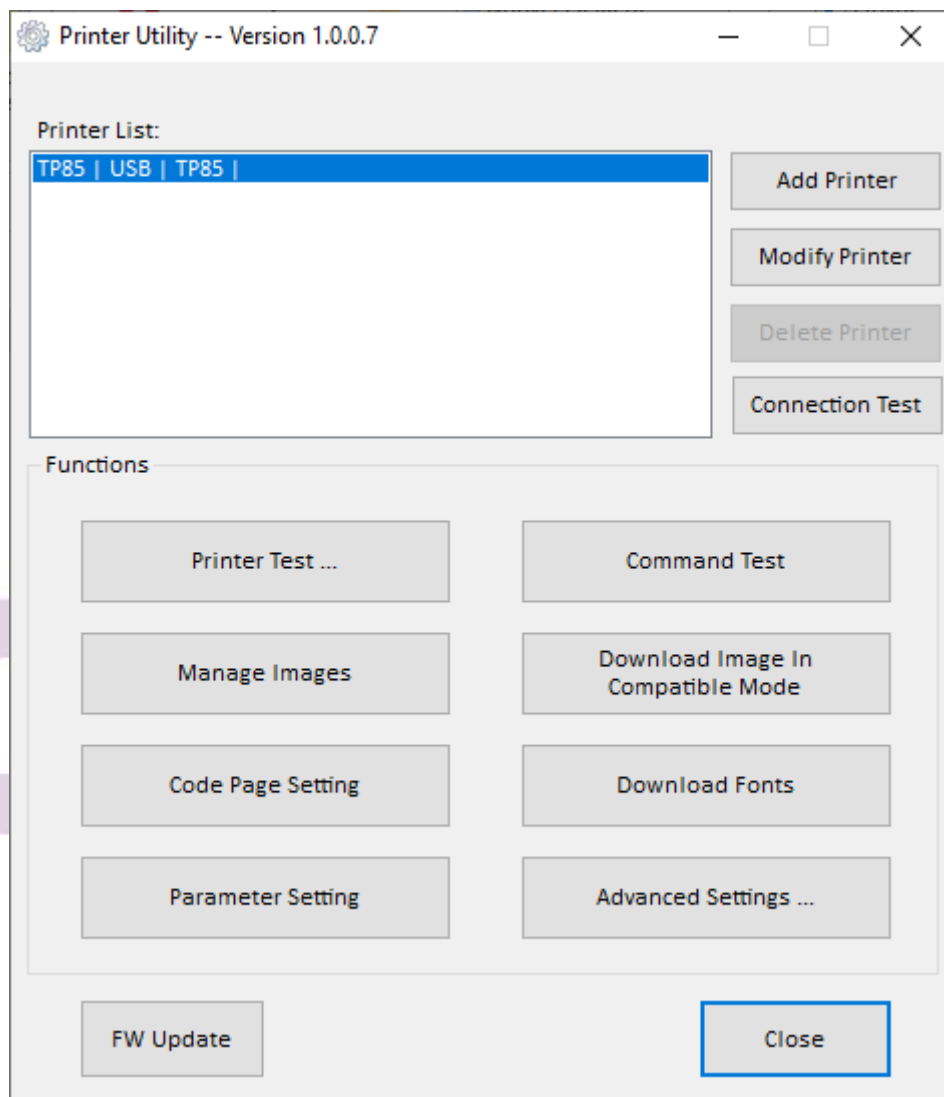 Printer Utility -- Version 1.0.0.7
Printer List:
TP85 | USB | TP85 |
Add Printer
Modify Printer
Delete Printer
Connection Test
Functions
Printer Test ...
Command Test
Manage Images
Download Image In
Compatible Mode
Code Page Setting
Download Fonts
Parameter Setting
Advanced Settings ...
FW Update
Close